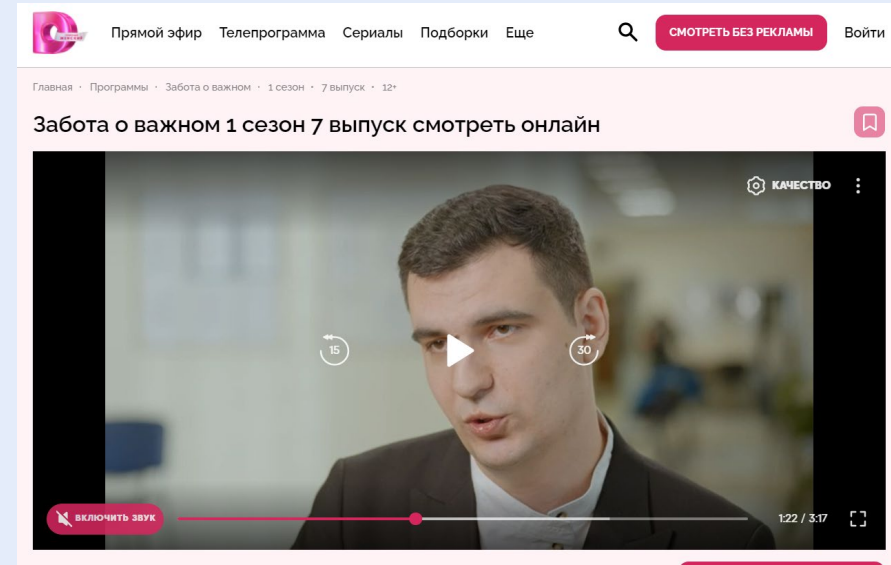 Прямой эфир Телепрограмма Сериалы Подборки Еще СМОТРЕТЬ БЕЗ РЕКЛАМЫ Войти
Главная · Программы · Забота о важном · 1 сезон · 7 выпуск · 12+
Забота о важном 1 сезон 7 выпуск смотреть онлайн
КАЧЕСТВО
15 30
ВКЛЮЧИТЬ ЗВУК 1:22 / 3:17